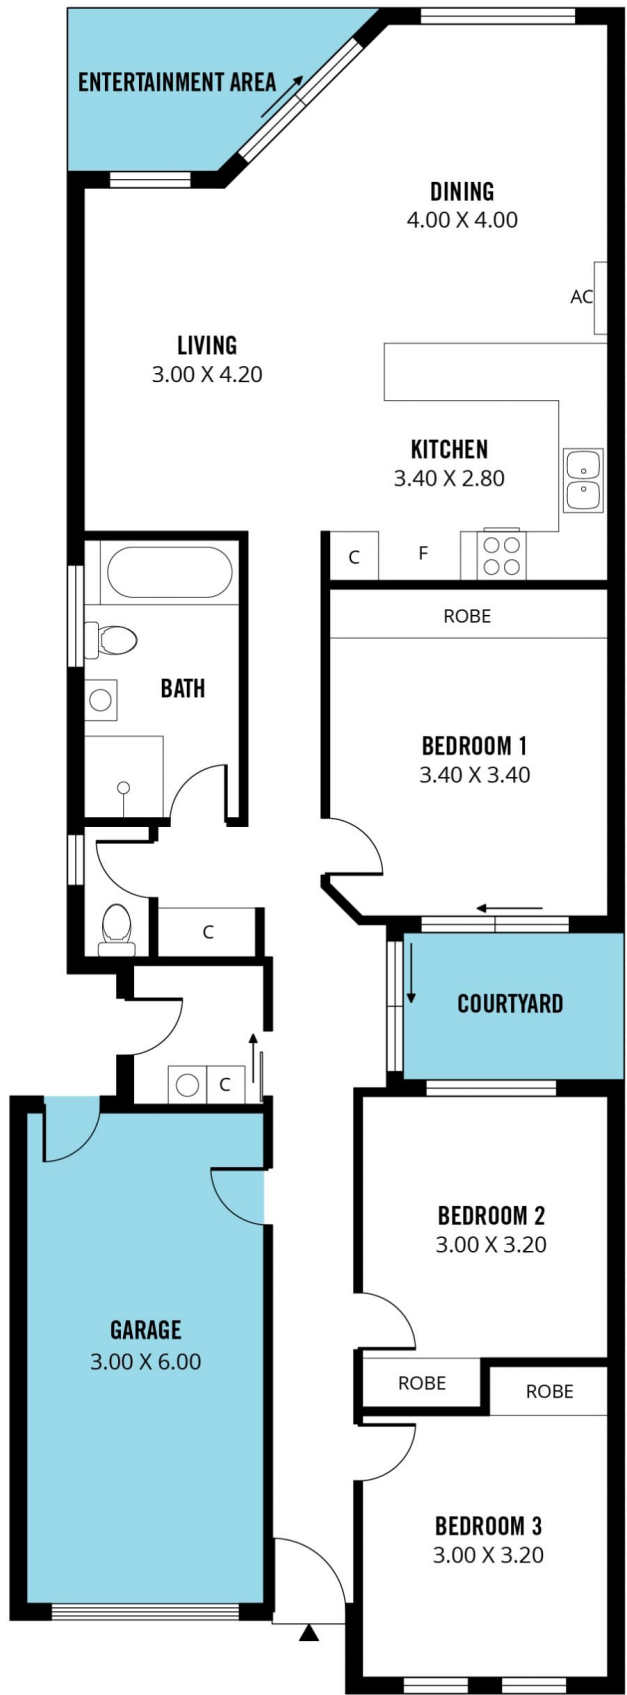 ENTERTAINMENT AREA
DINING
4.00 X 4.00
AC
LIVING
3.00 X 4.20
KITCHEN
3.40 X 2.80
C
F
ROBE
BATH
BEDROOM 1
3.40 X 3.40
C
COURTYARD
C
BEDROOM 2
3.00 X 3.20
GARAGE
3.00 X 6.00
ROBE
ROBE
BEDROOM 3
3.00 X 3.20